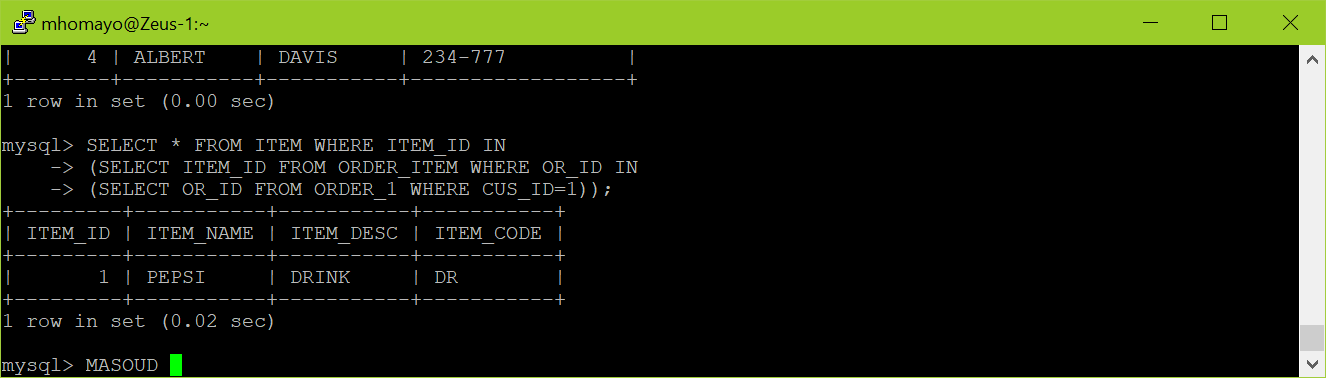 mhomayo@Zeus-1:~
|      4 | ALBERT    | DAVIS     | 234-777          |
+--------+-----------+-----------+------------------+
1 row in set (0.00 sec)
mysql> SELECT * FROM ITEM WHERE ITEM_ID IN
    -> (SELECT ITEM_ID FROM ORDER_ITEM WHERE OR_ID IN
    -> (SELECT OR_ID FROM ORDER_1 WHERE CUS_ID=1));
+---------+-----------+-----------+-----------+
| ITEM_ID | ITEM_NAME | ITEM_DESC | ITEM_CODE |
+---------+-----------+-----------+-----------+
|       1 | PEPSI     | DRINK     | DR        |
+---------+-----------+-----------+-----------+
1 row in set (0.02 sec)
mysql> MASOUD